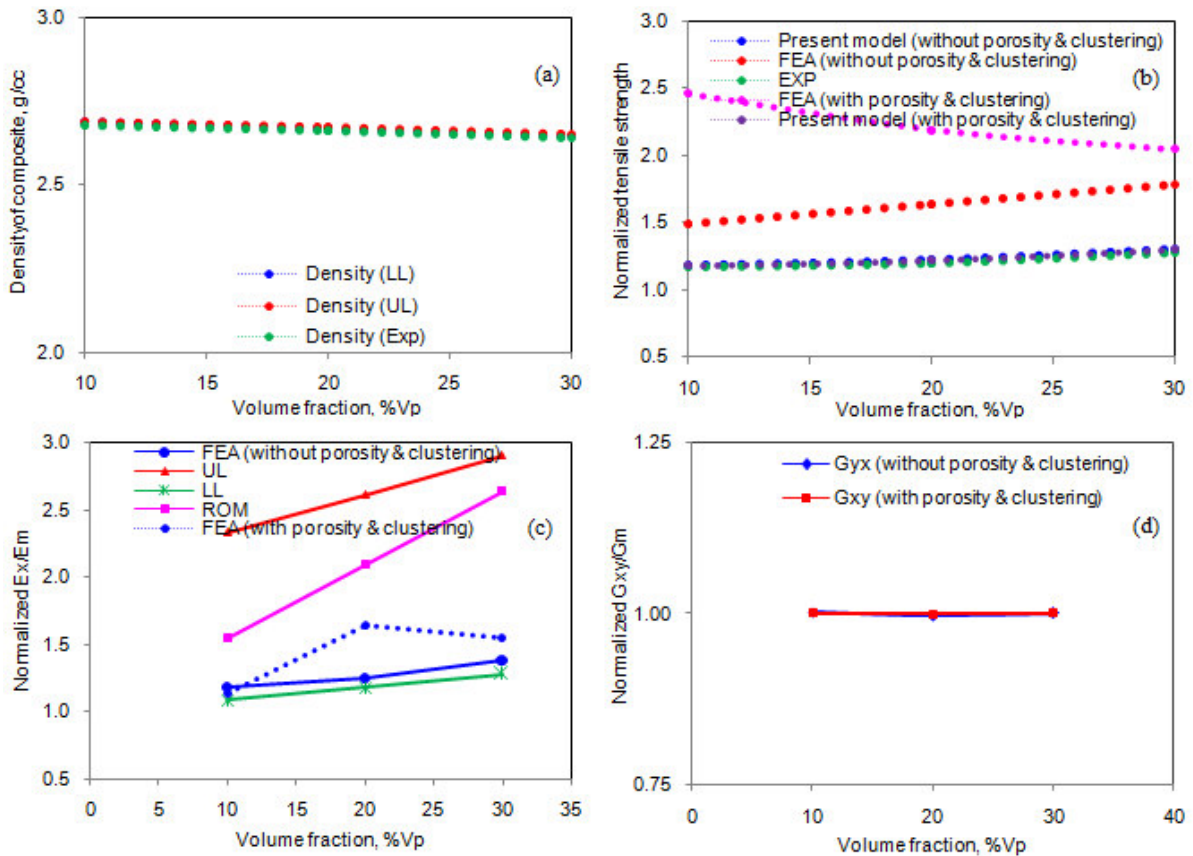 3.0
2.5
2.0
Density of composite, g/cc
(a)
Density (LL)
Density (UL)
Density (Exp)
10 15 20 25 30
Volume fraction, %Vp
3.0
2.5
2.0
1.5
1.0
0.5
Normalized tensile strength
Present model (without porosity & clustering)
FEA (without porosity & clustering)
EXP
FEA (with porosity & clustering)
Present model (with porosity & clustering)
(b)
10 15 20 25 30
Volume fraction, %Vp
3.0
2.5
2.0
1.5
1.0
0.5
Normalized Ex/Em
FEA (without porosity & clustering)
UL
LL
ROM
FEA (with porosity & clustering)
(c)
0 5 10 15 20 25 30 35
Volume fraction, %Vp
1.25
1.00
0.75
Normalized Gxy/Gm
Gyx (without porosity & clustering)
Gxy (with porosity & clustering)
(d)
0 10 20 30 40
Volume fraction, %Vp